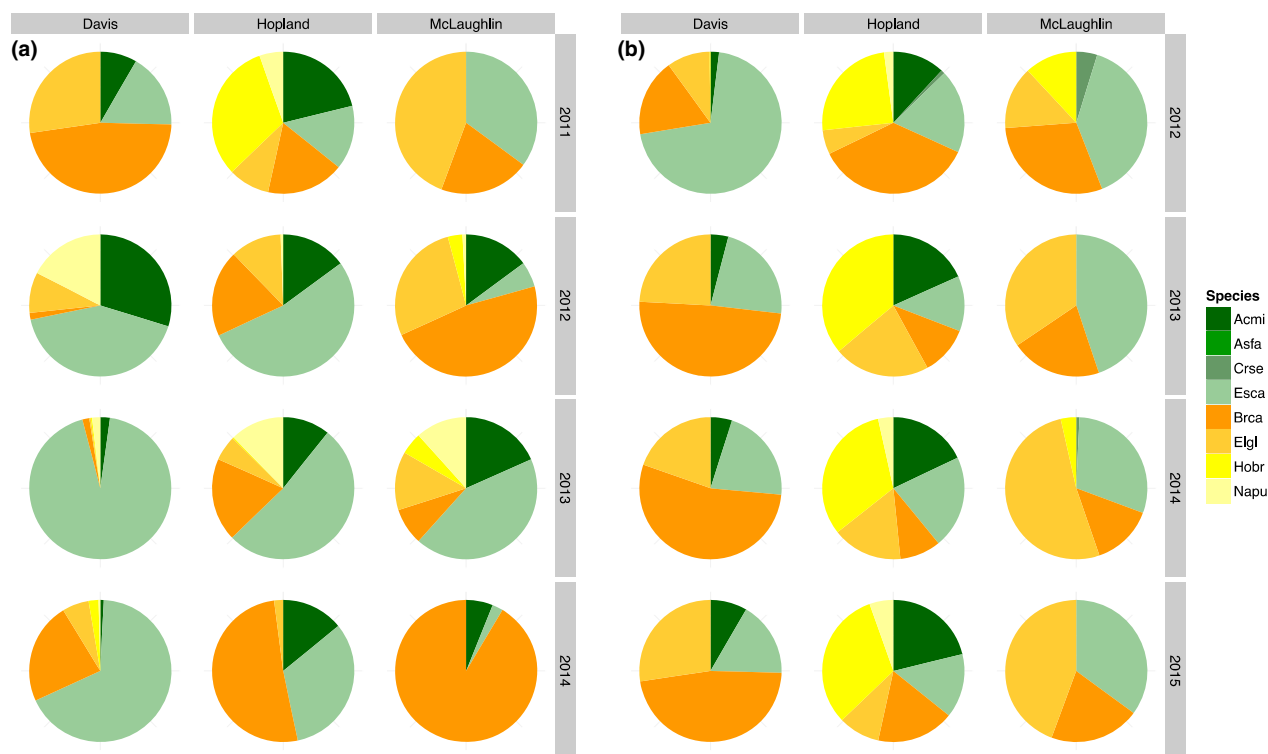 Davis Hopland McLaughlin
(a)
2011
2012
2013
2014
Davis Hopland McLaughlin
(b)
2012
2013
2014
2015
Species
Acmi
Asfa
Crse
Esca
Brca
Elgl
Hobr
Napu